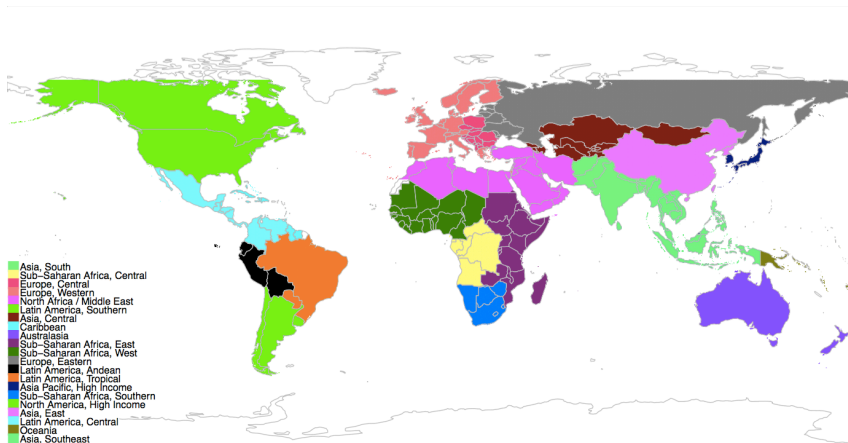 Asia, South
Sub-Saharan Africa, Central
Europe, Central
Europe, Western
North Africa / Middle East
Latin America, Southern
Asia, Central
Caribbean
Australasia
Sub-Saharan Africa, East
Sub-Saharan Africa, West
Europe, Eastern
Latin America, Andean
Latin America, Tropical
Asia Pacific, High Income
Sub-Saharan Africa, Southern
North America, High Income
Asia, East
Latin America, Central
Oceania
Asia, Southeast